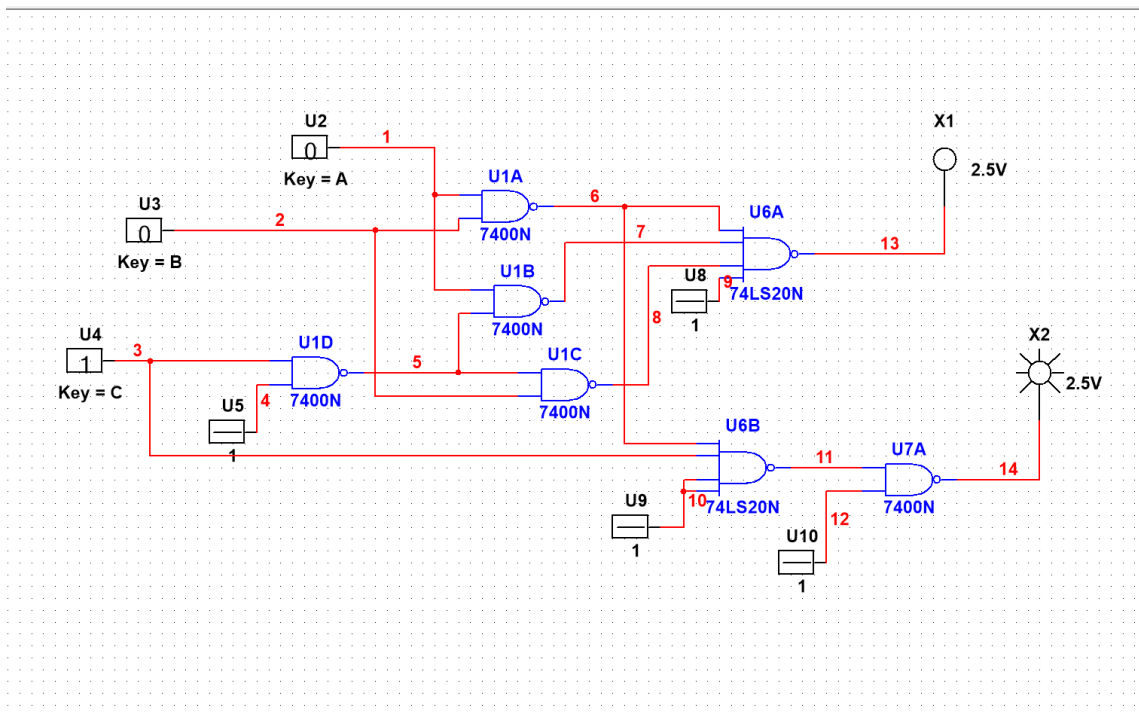 U2
1
0
Key = A
X1
2.5V
U3
2
0
Key = B
U1A
7400N
6
U6A
7
13
74LS20N
U1B
7400N
U8
9
1
8
U4
3
1
Key = C
U1D
7400N
5
U1C
7400N
4
U5
1
X2
2.5V
U6B
74LS20N
11
U7A
7400N
14
U9
10
1
12
U10
1